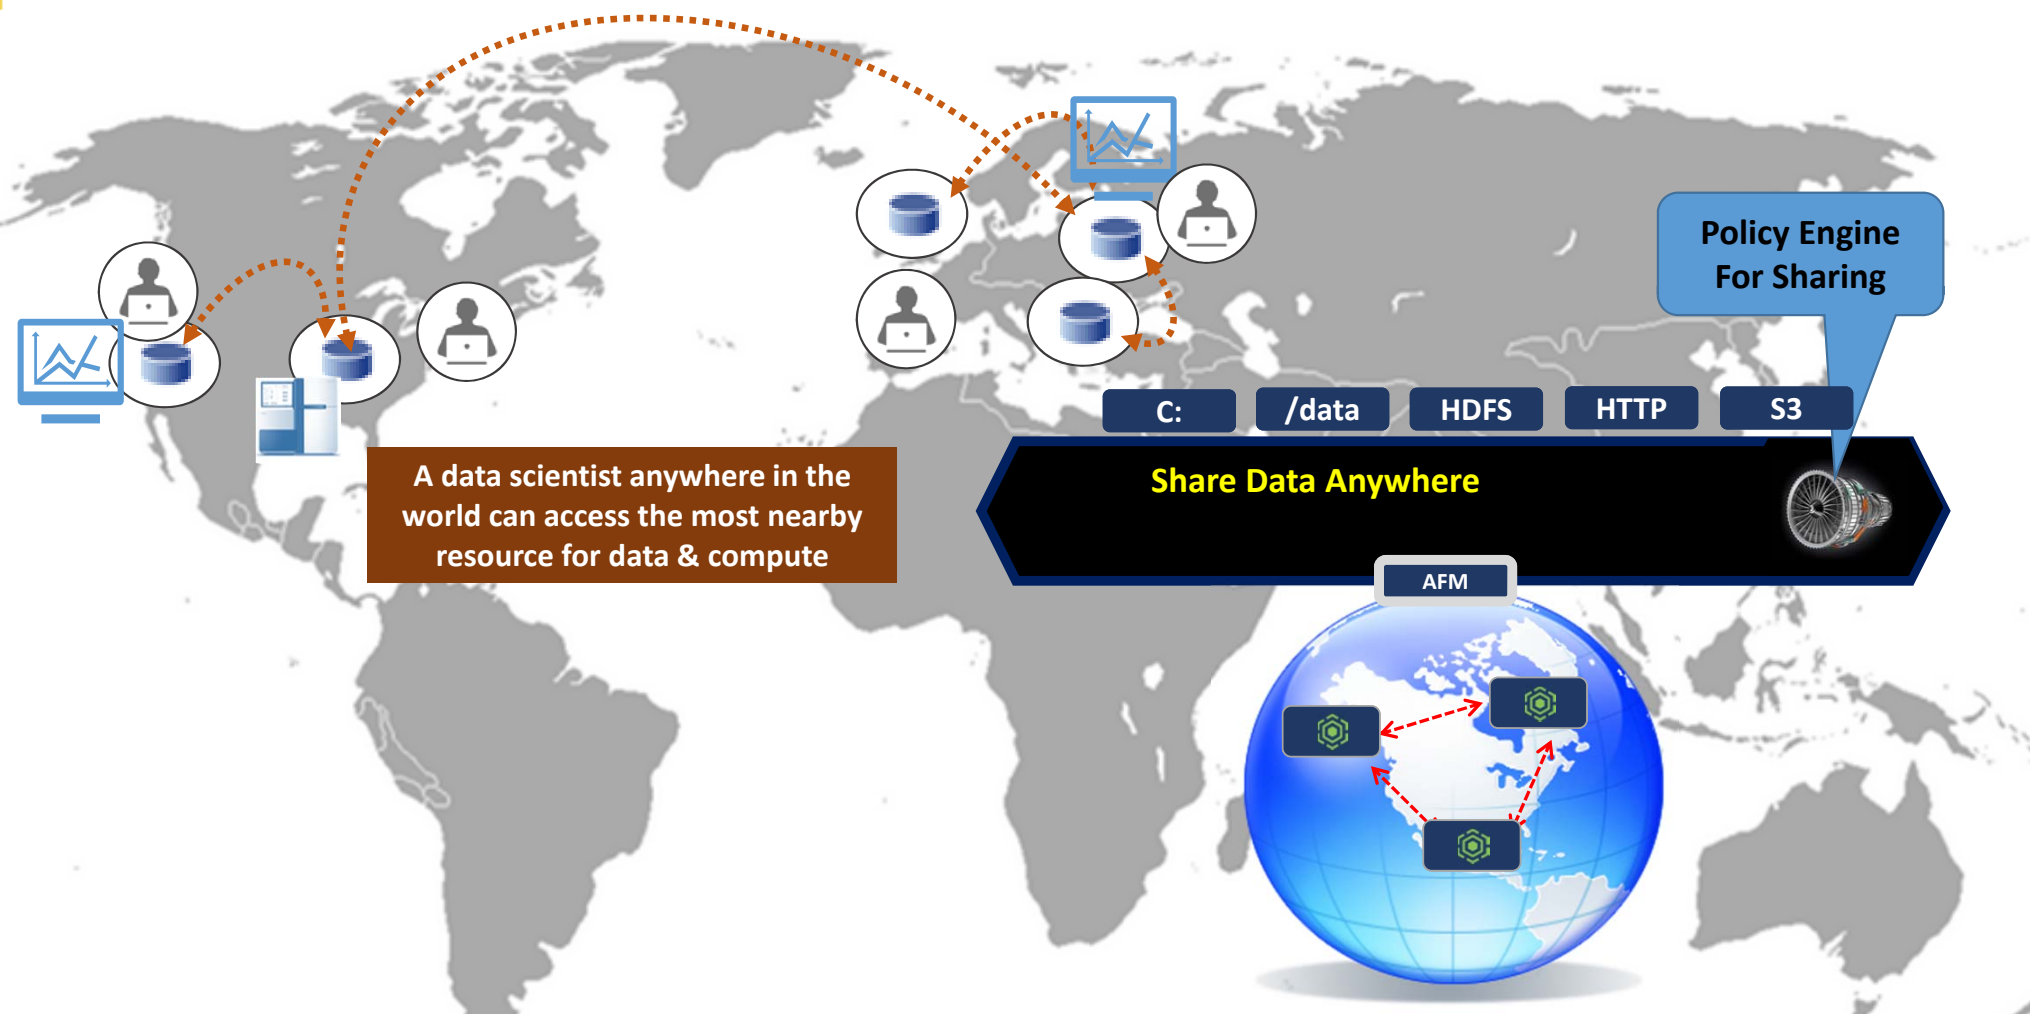 Policy Engine
For Sharing
C:
/data
HDFS
HTTP
S3
A data scientist anywhere in the
world can access the most nearby
resource for data & compute
Share Data Anywhere
AFM